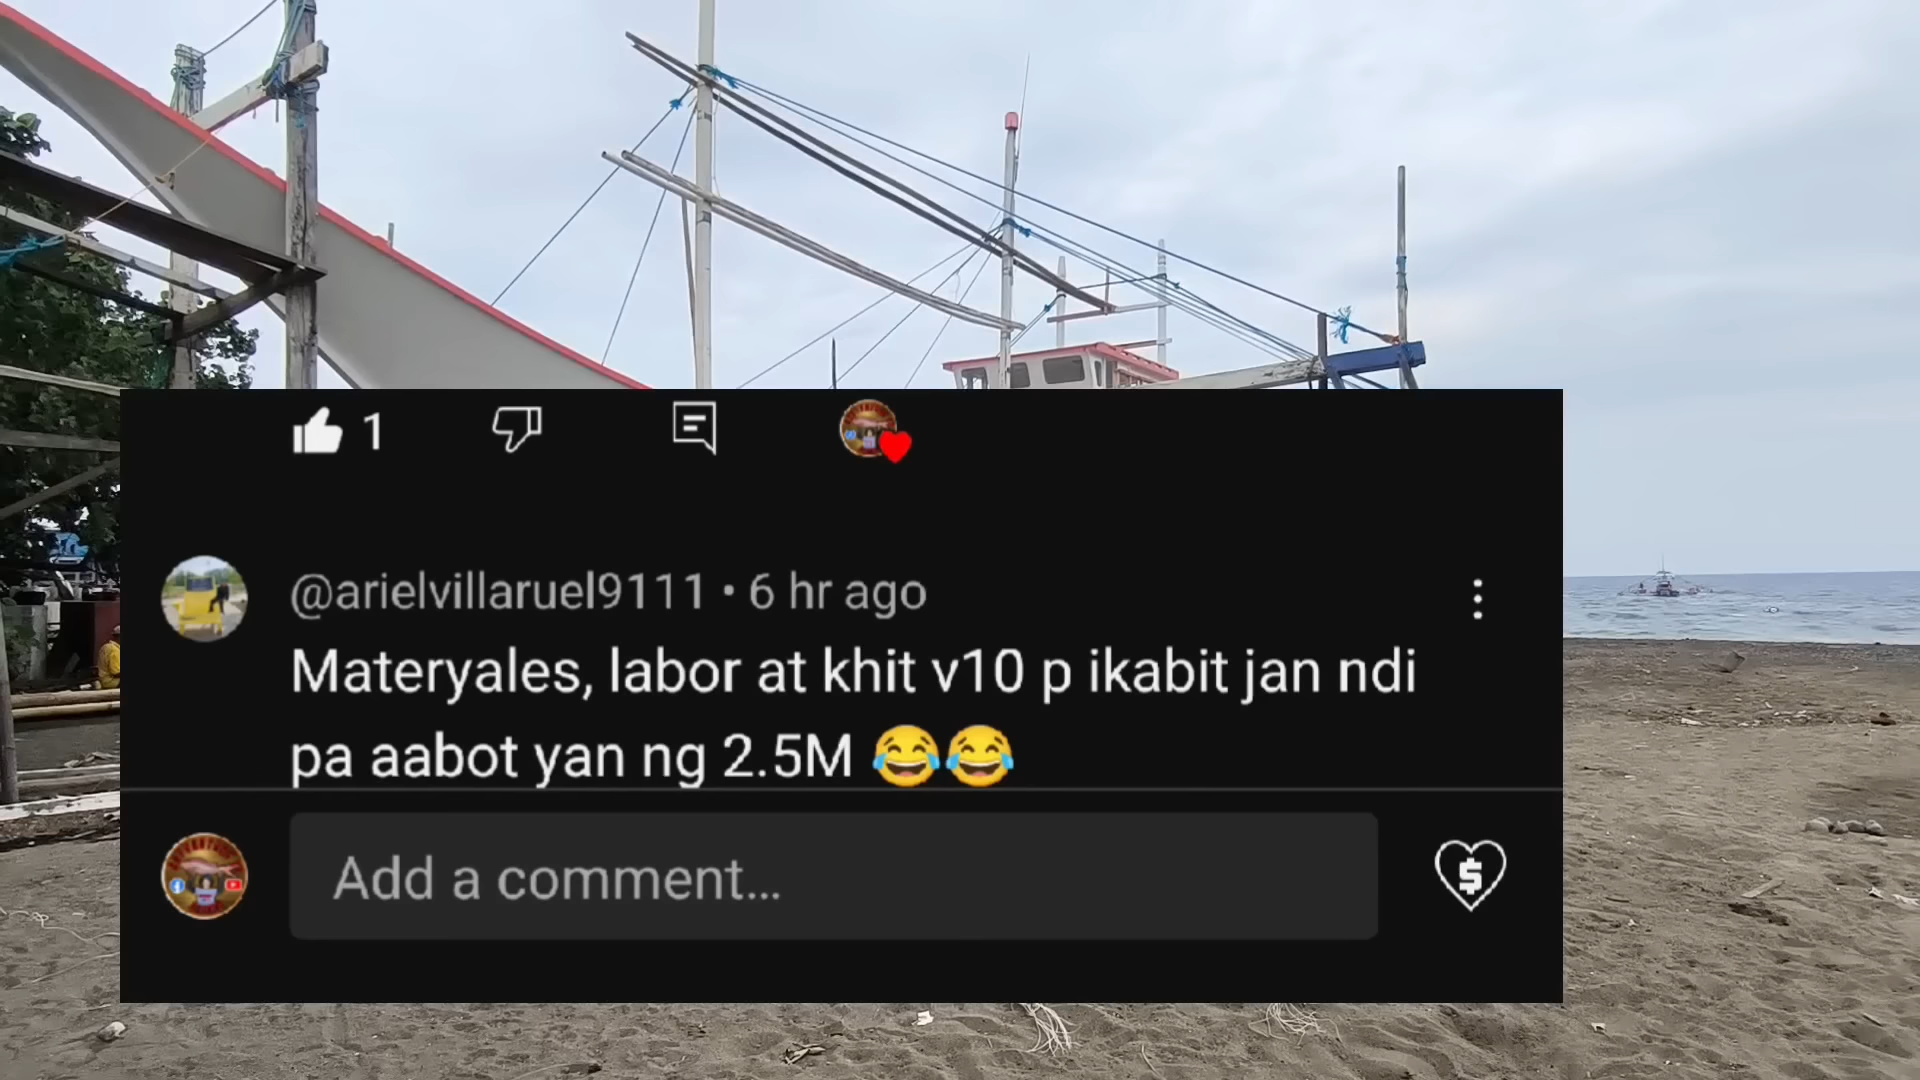 1
@arielvillaruel9111 • 6 hr ago
Materyales, labor at khit v10 p ikabit jan ndi
pa aabot yan ng 2.5M 😂😂
Add a comment...
$